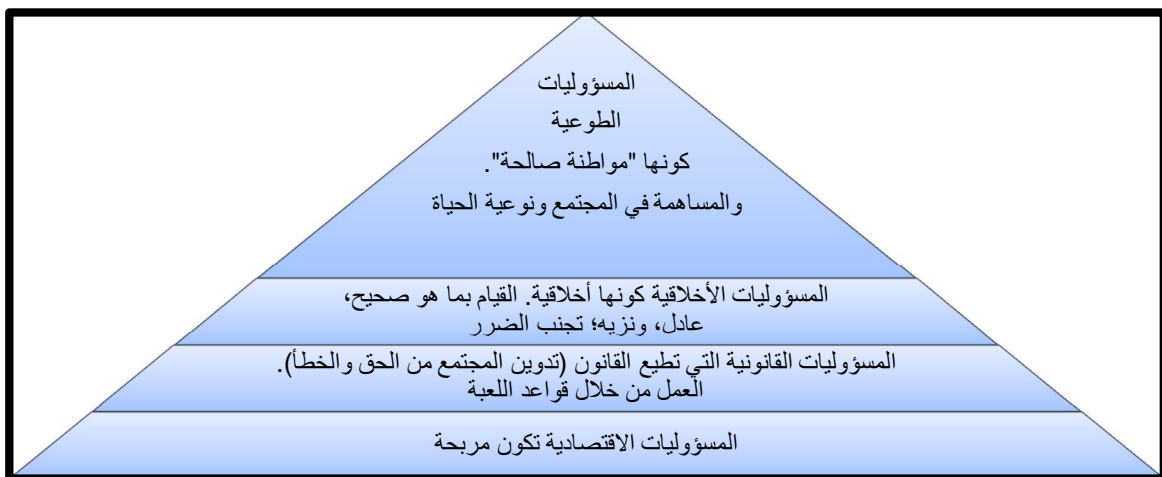 المسؤوليات
الطوعية
كونها "مواطنة صالحة".
والمساهمة في المجتمع ونوعية الحياة
المسؤوليات الأخلاقية كونها أخلاقية. القيام بما هو صحيح،
عادل، ونزيه؛ تجنب الضرر
المسؤوليات القانونية التي تطيع القانون (تدوين المجتمع من الحق والخطأ).
العمل من خلال قواعد اللعبة
المسؤوليات الاقتصادية تكون مربحة